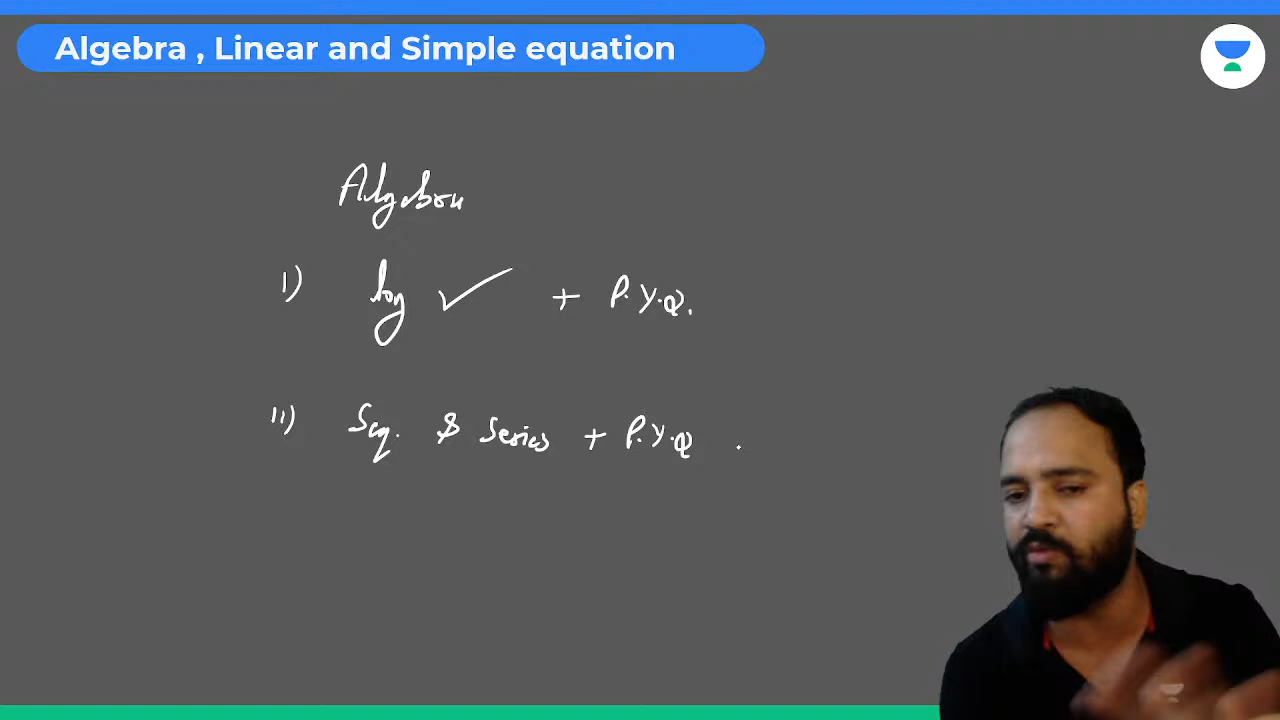 Algebra , Linear and Simple equation
Algebra
1) log ✓ + P.Y.Q.
11) Seq. & Series + P.Y.Q .